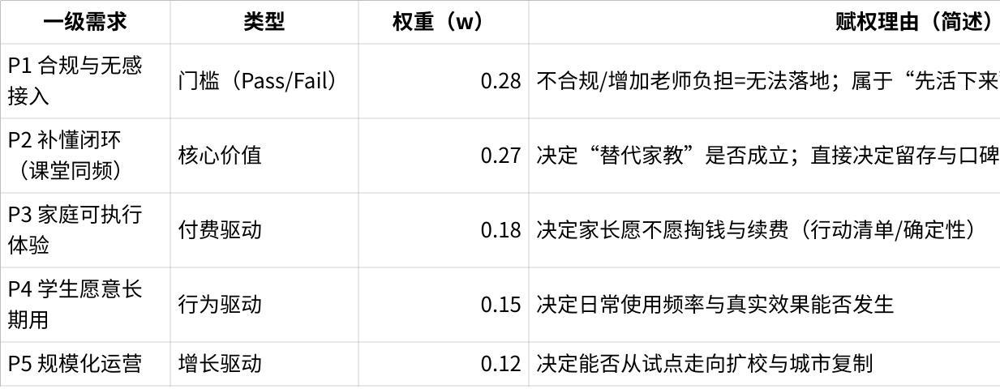 一级需求 类型 权重（w） 赋权理由（简述）
P1 合规与无感
接入 门槛（Pass/Fail） 0.28 不合规/增加老师负担=无法落地；属于“先活下来”
P2 补懂闭环
（课堂同频） 核心价值 0.27 决定“替代家教”是否成立；直接决定留存与口碑
P3 家庭可执行
体验 付费驱动 0.18 决定家长愿不愿掏钱与续费（行动清单/确定性）
P4 学生愿意长
期用 行为驱动 0.15 决定日常使用频率与真实效果能否发生
P5 规模化运营 增长驱动 0.12 决定能否从试点走向扩校与城市复制